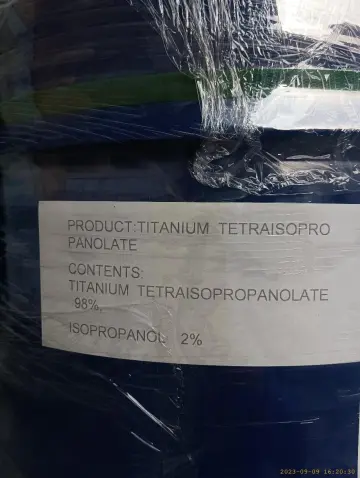 PRODUCT:TITANIUM TETRAISOPRO
PANOLATE
CONTENTS:
TITANIUM TETRAISOPROPANOLATE
98%
ISOPROPANOL 2%
2023-09-09 16:20:30